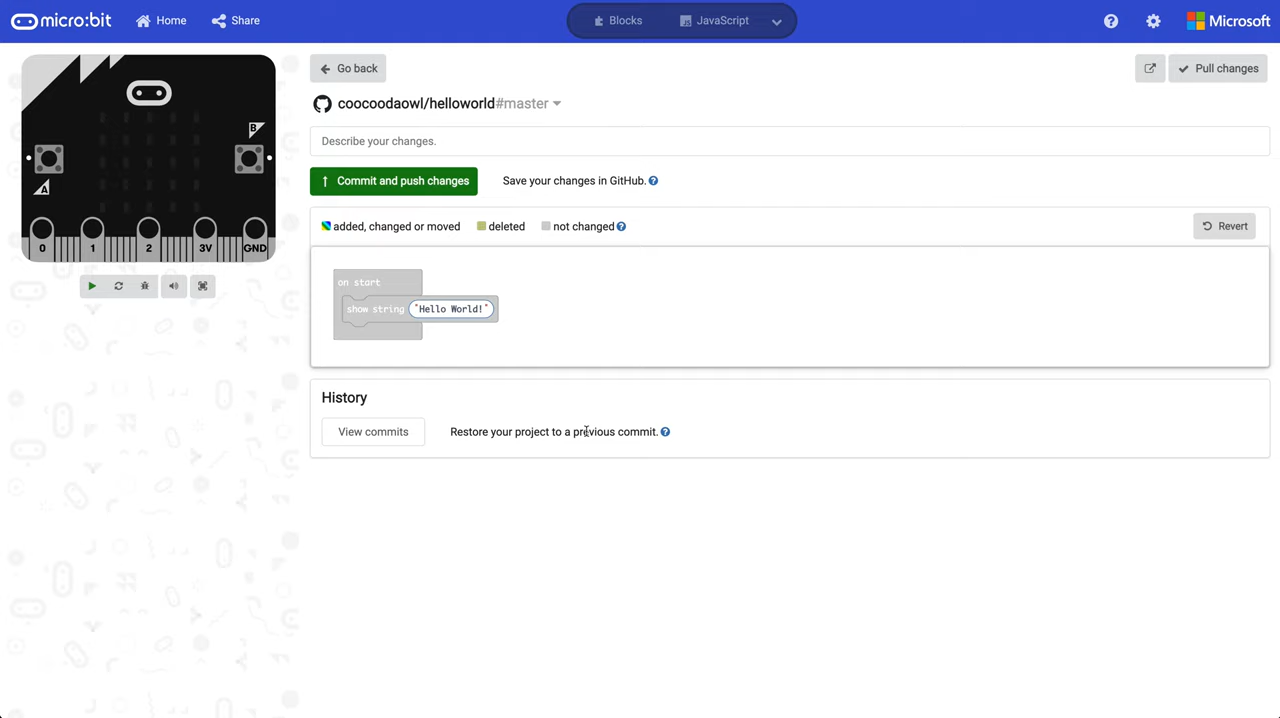 micro:bit Home Share Blocks JavaScript Microsoft
Go back Pull changes
coocoodaowl/helloworld#master
Describe your changes.
Commit and push changes Save your changes in GitHub.
added, changed or moved deleted not changed Revert
on start
show string "Hello World!"
History
View commits Restore your project to a previous commit.
A
B
0 1 2 3V GND